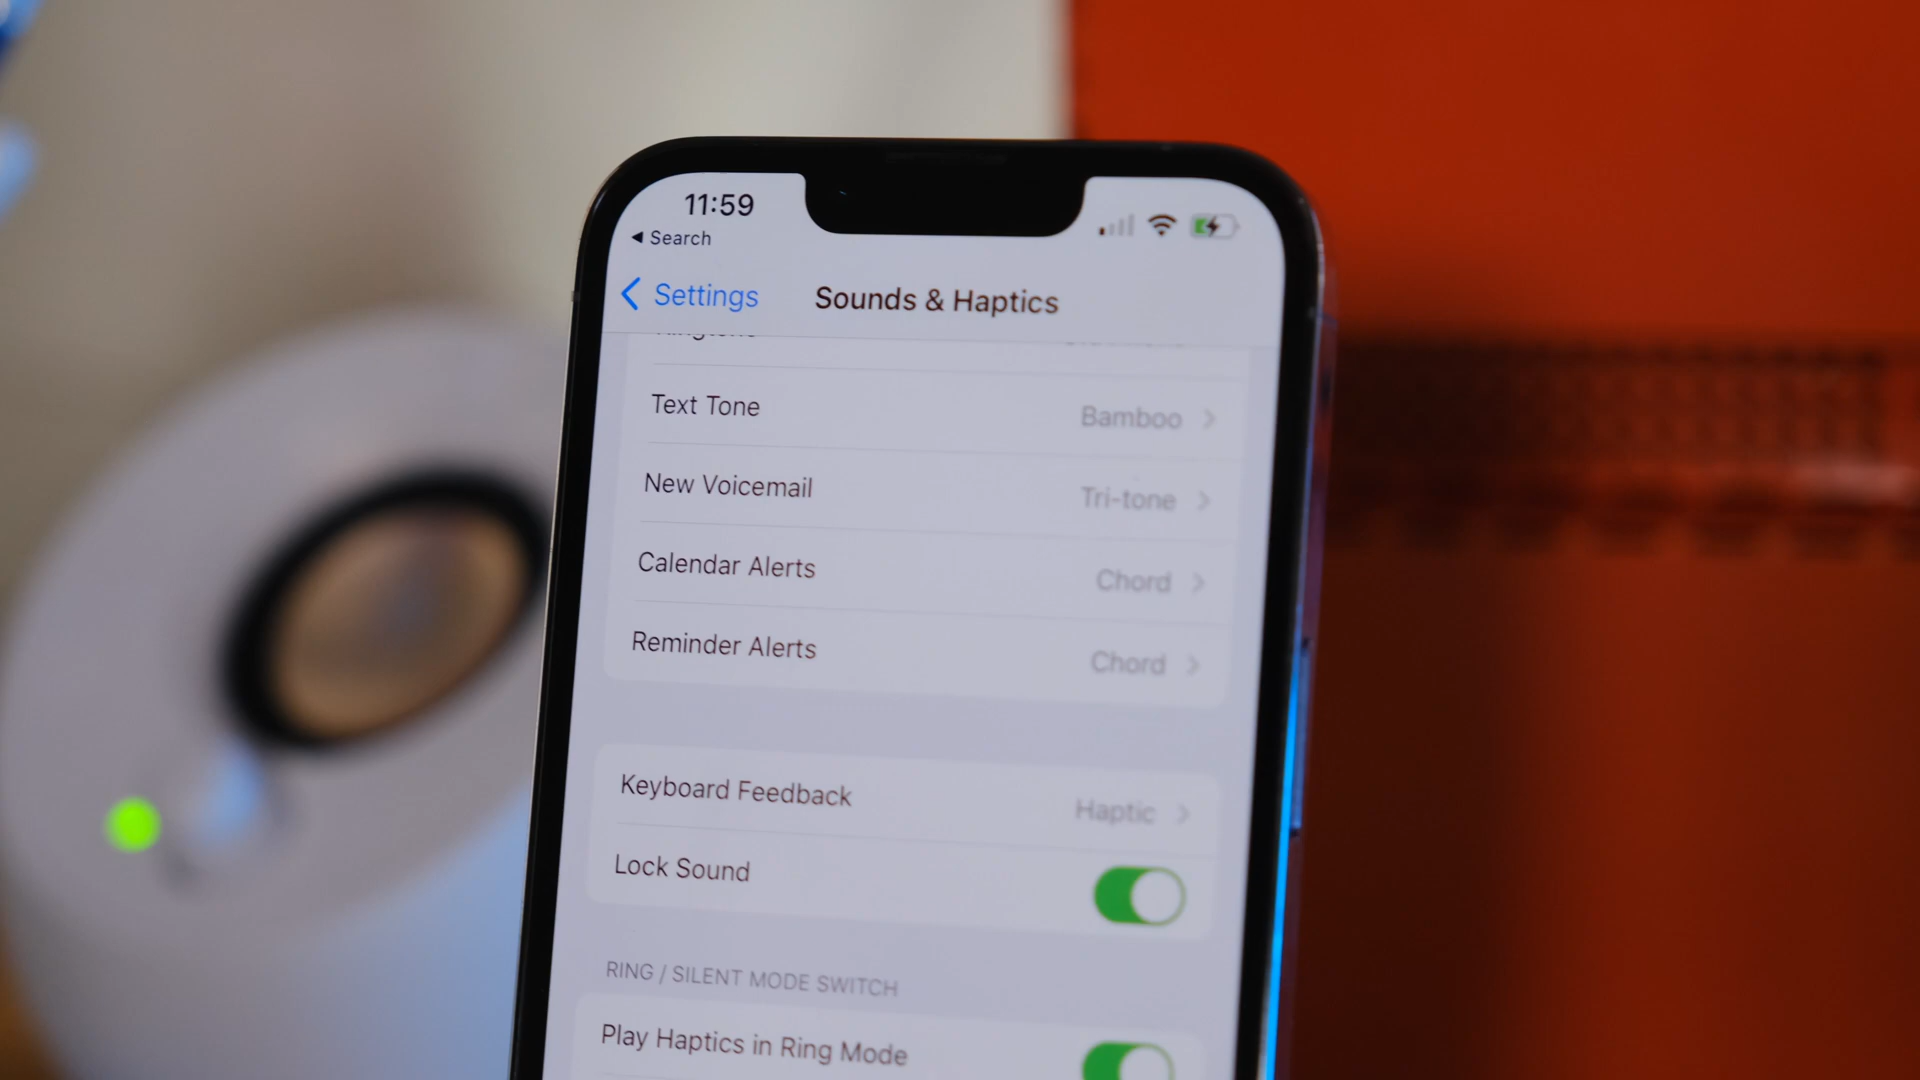 11:59
Search
Settings
Sounds & Haptics
Text Tone Bamboo
New Voicemail Tri-tone
Calendar Alerts Chord
Reminder Alerts Chord
Keyboard Feedback Haptic
Lock Sound
RING / SILENT MODE SWITCH
Play Haptics in Ring Mode